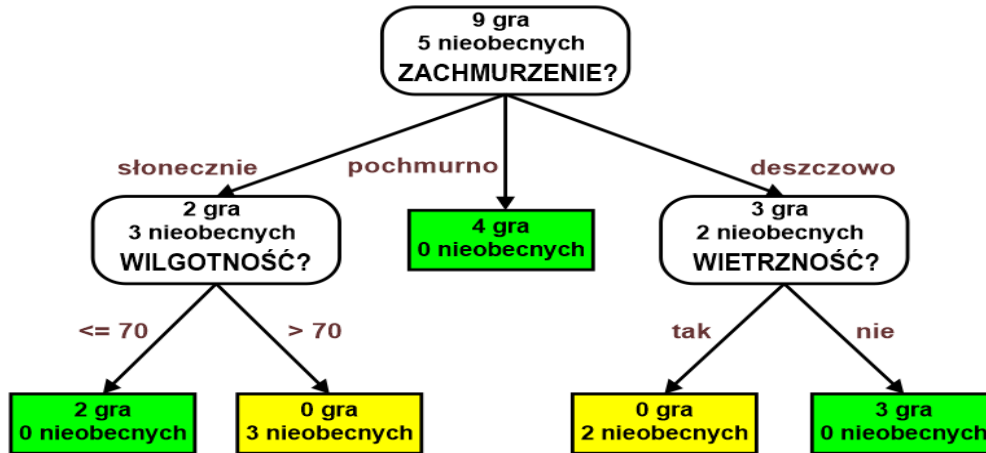 9 gra
5 nieobecnych
ZACHMURZENIE?
słonecznie
pochmurno
deszczowo
2 gra
3 nieobecnych
WILGOTNOŚĆ?
4 gra
0 nieobecnych
3 gra
2 nieobecnych
WIETRZNOŚĆ?
<= 70
> 70
tak
nie
2 gra
0 nieobecnych
0 gra
3 nieobecnych
0 gra
2 nieobecnych
3 gra
0 nieobecnych